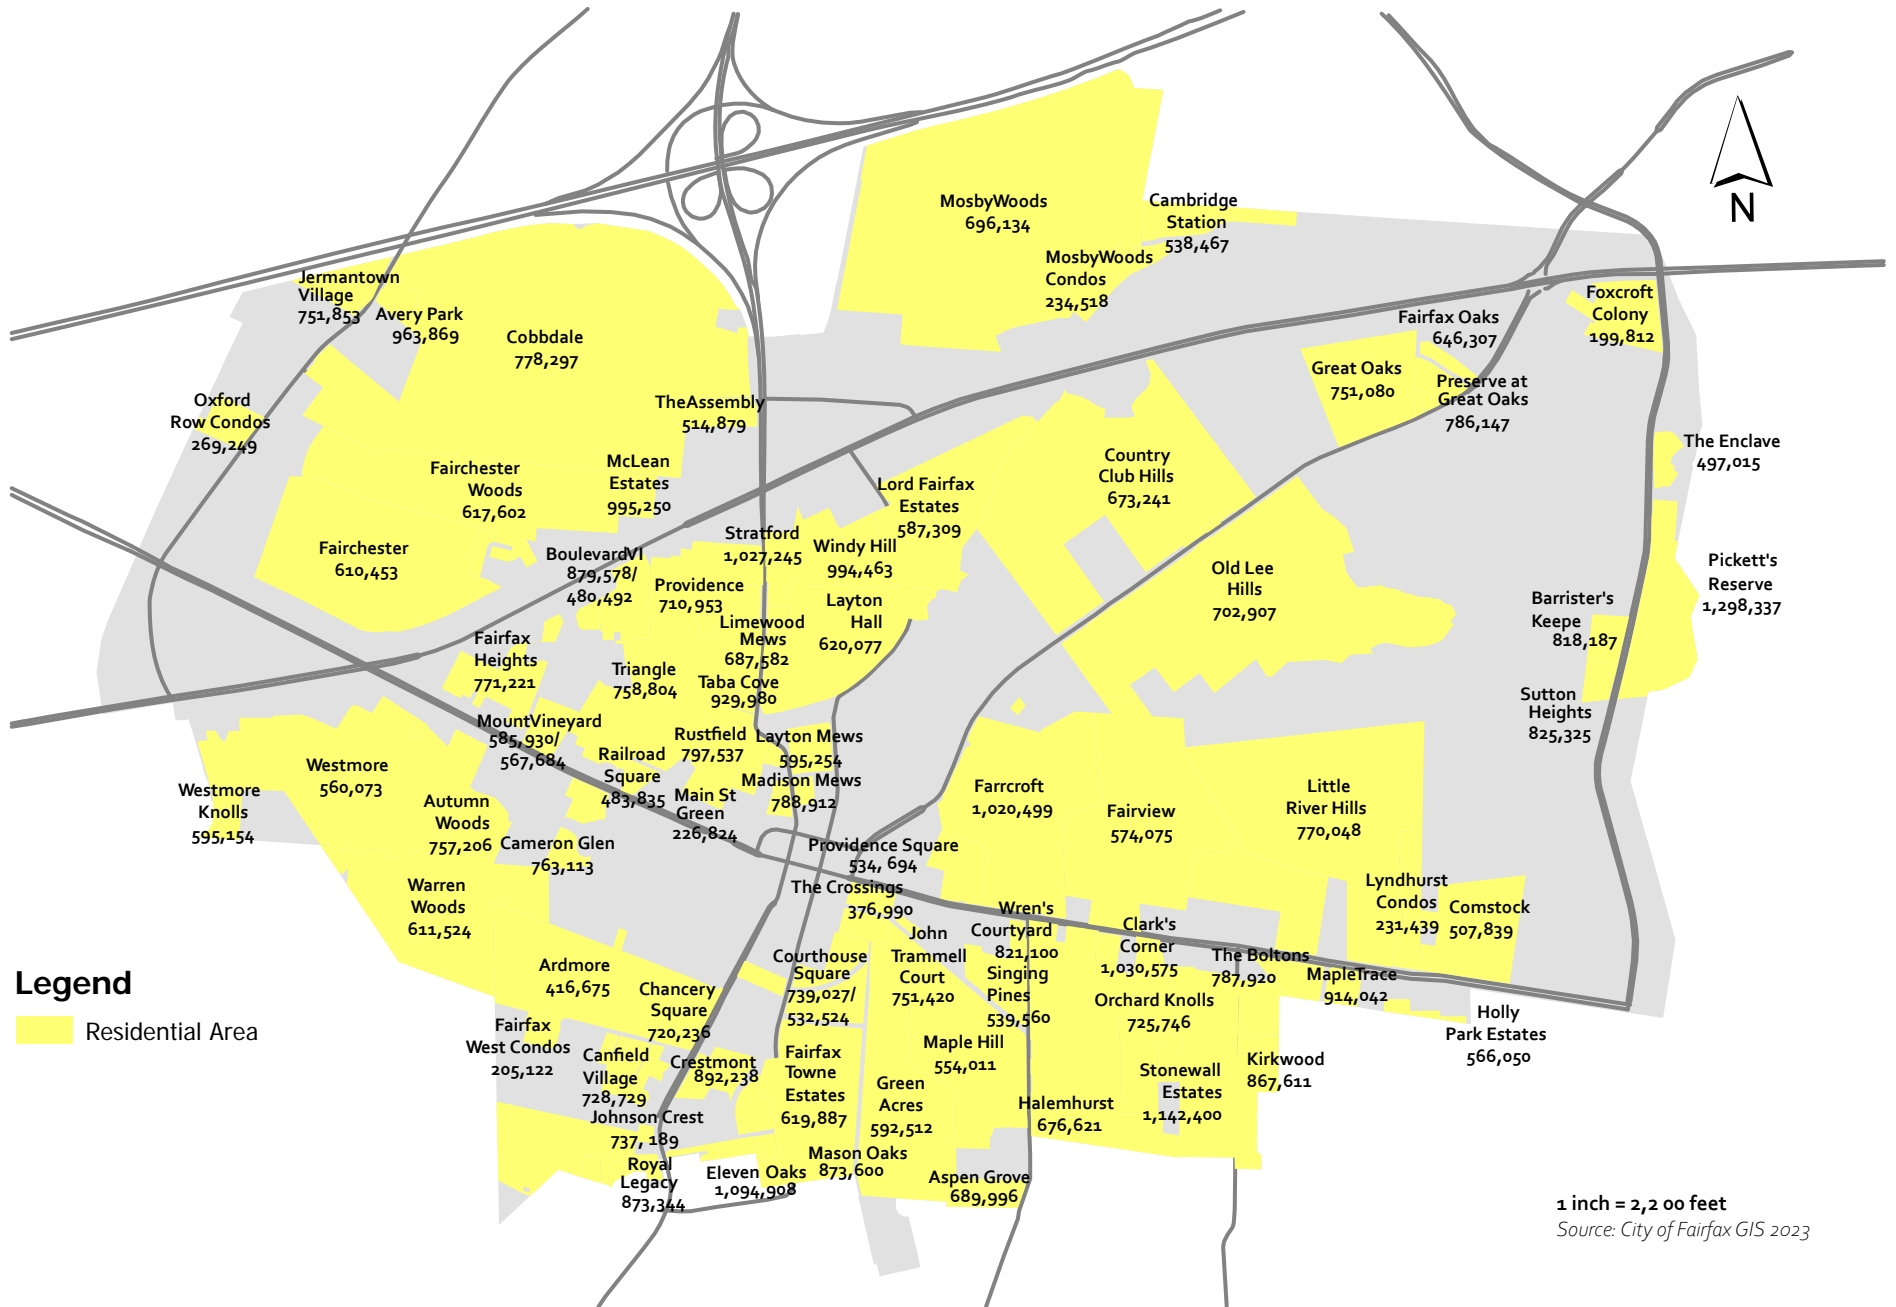 MosbyWoods
696,134
Cambridge
Station
538,467
MosbyWoods
Condos
234,518
N
Jermantown
Village
751,853
Avery Park
963,869
Cobbdale
778,297
Foxcroft
Colony
199,812
Fairfax Oaks
646,307
Great Oaks
751,080
Preserve at
Great Oaks
786,147
Oxford
Row Condos
269,249
TheAssembly
514,879
The Enclave
497,015
Fairchester
Woods
617,602
McLean
Estates
995,250
Lord Fairfax
Estates
587,309
Country
Club Hills
673,241
Fairchester
610,453
BoulevardVI
879,578/
480,492
Stratford
1,027,245
Windy Hill
994,463
Providence
710,953
Layton
Hall
620,077
Limewood
Mews
687,582
Old Lee
Hills
702,907
Pickett's
Reserve
1,298,337
Barrister's
Keepe
818,187
Fairfax
Heights
771,221
Triangle
758,804
Taba Cove
929,980
Sutton
Heights
825,325
MountVineyard
585,930/
567,684
Rustfield
797,537
Layton Mews
595,254
Railroad
Square
483,835
Madison Mews
788,912
Main St
Green
226,824
Westmore
560,073
Westmore
Knolls
595,154
Autumn
Woods
757,206
Cameron Glen
763,113
Farrcroft
1,020,499
Fairview
574,075
Little
River Hills
770,048
Providence Square
534, 694
The Crossings
376,990
Warren
Woods
611,524
Lyndhurst
Condos
231,439
Comstock
507,839
Wren's
Courtyard
821,100
Clark's
Corner
1,030,575
The Boltons
787,920
MapleTrace
914,042
John
Trammell
Court
751,420
Courthouse
Square
739,027/
532,524
Singing
Pines
539,560
Ardmore
416,675
Chancery
Square
720,236
Orchard Knolls
725,746
Holly
Park Estates
566,050
Legend
Residential Area
Fairfax
West Condos
205,122
Canfield
Village
728,729
Crestmont
892,238
Fairfax
Towne
Estates
619,887
Maple Hill
554,011
Green
Acres
592,512
Stonewall
Estates
1,142,400
Kirkwood
867,611
Halemhurst
676,621
Johnson Crest
737, 189
Royal
Legacy
873,344
Eleven Oaks
1,094,908
Mason Oaks
873,600
Aspen Grove
689,996
1 inch = 2,2 00 feet
Source: City of Fairfax GIS 2023